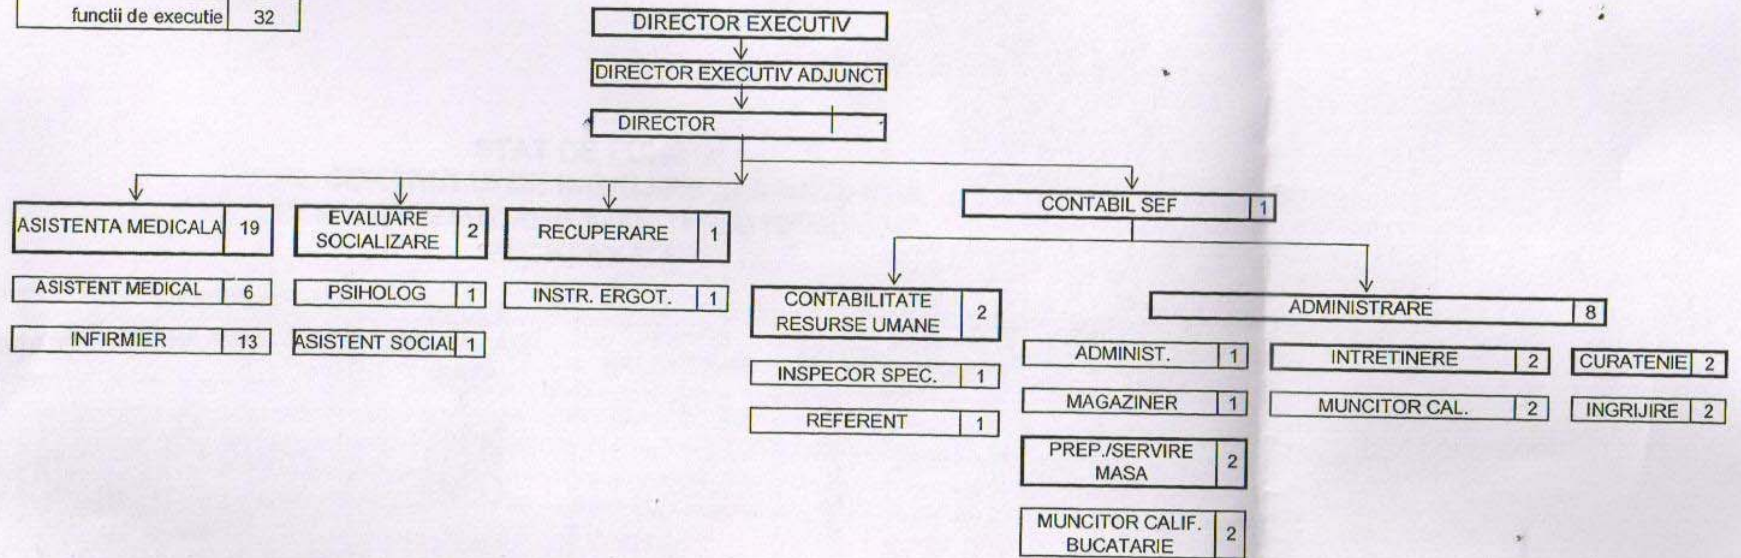 functii de executie 32
DIRECTOR EXECUTIV
DIRECTOR EXECUTIV ADJUNCT
DIRECTOR
ASISTENTA MEDICALA 19
EVALUARE
SOCIALIZARE 2
RECUPERARE 1
CONTABIL SEF 1
ASISTENT MEDICAL 6
PSIHOLOG 1
INSTR. ERGOT. 1
INFIRMIER 13
ASISTENT SOCIAL 1
CONTABILITATE
RESURSE UMANE 2
INSPECOR SPEC. 1
REFERENT 1
ADMINISTRARE 8
ADMINIST. 1
MAGAZINER 1
PREP./SERVIRE
MASA 2
MUNCITOR CALIF.
BUCATARIE 2
INTRETINERE 2
MUNCITOR CAL. 2
CURATENIE 2
INGRIJIRE 2